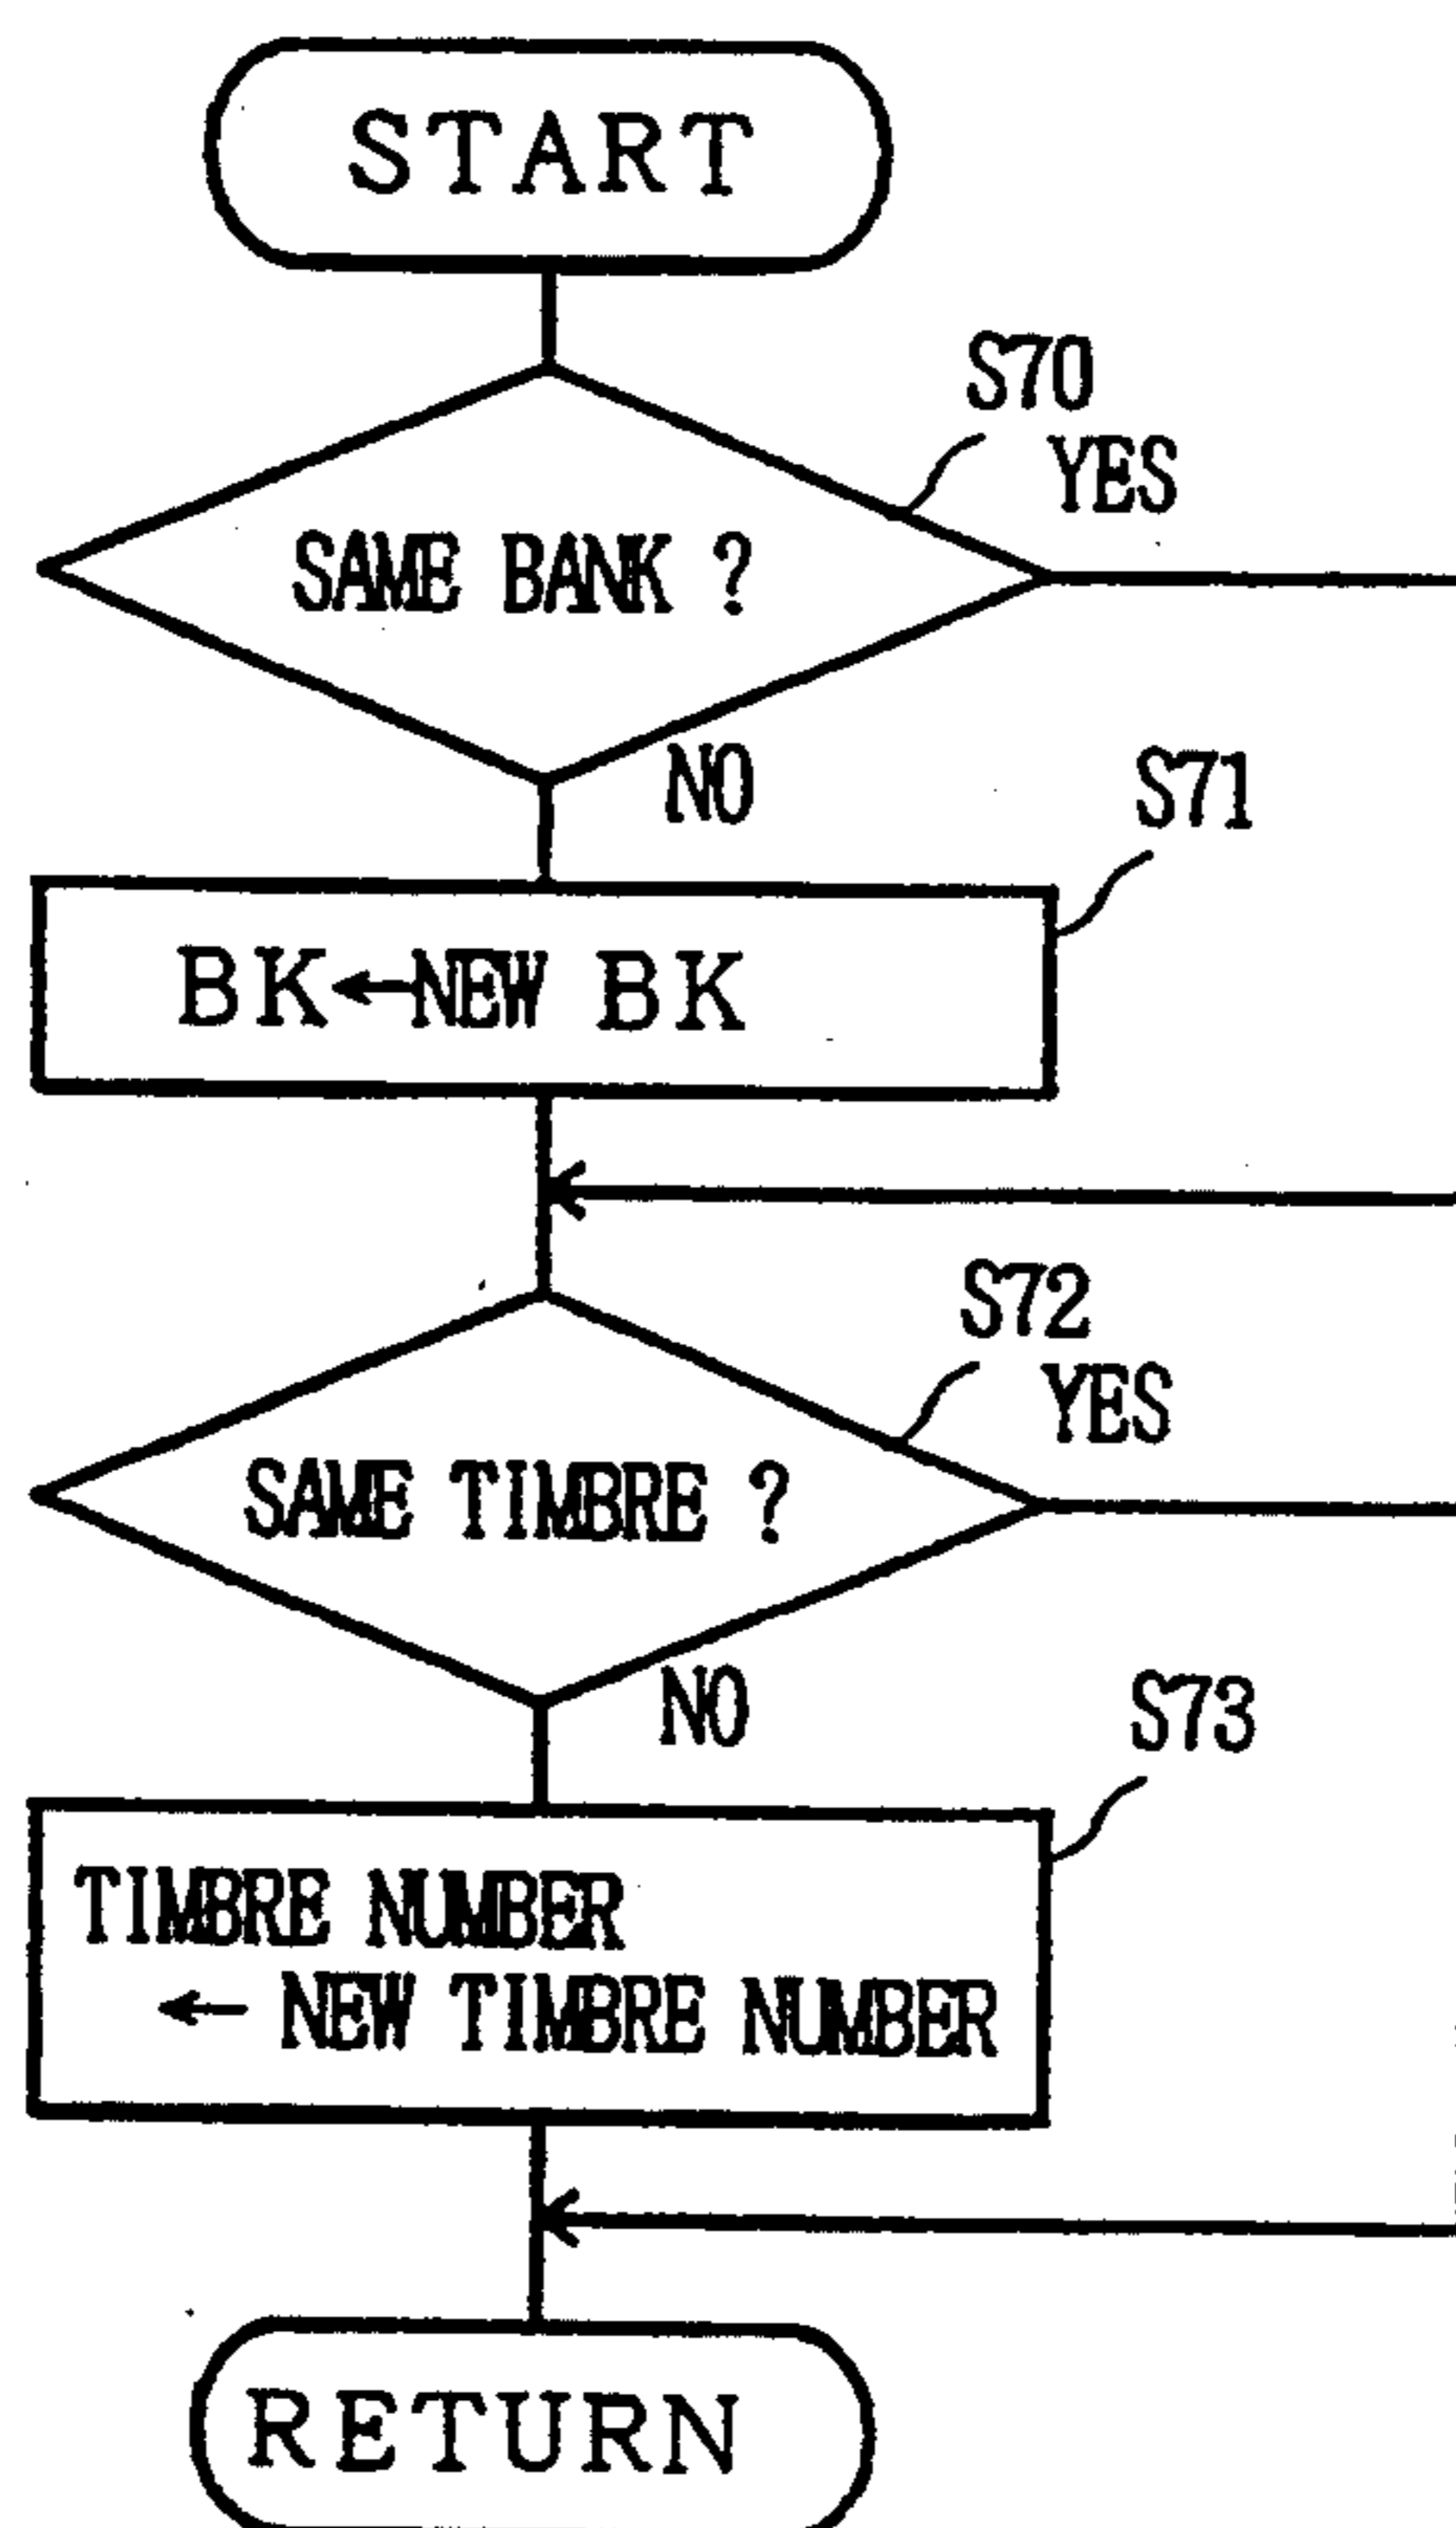 START
S70
YES
SAME BANK ?
NO
S71
BK←NEW BK
S72
YES
SAME TIMBRE ?
NO
S73
TIMBRE NUMBER
← NEW TIMBRE NUMBER
RETURN